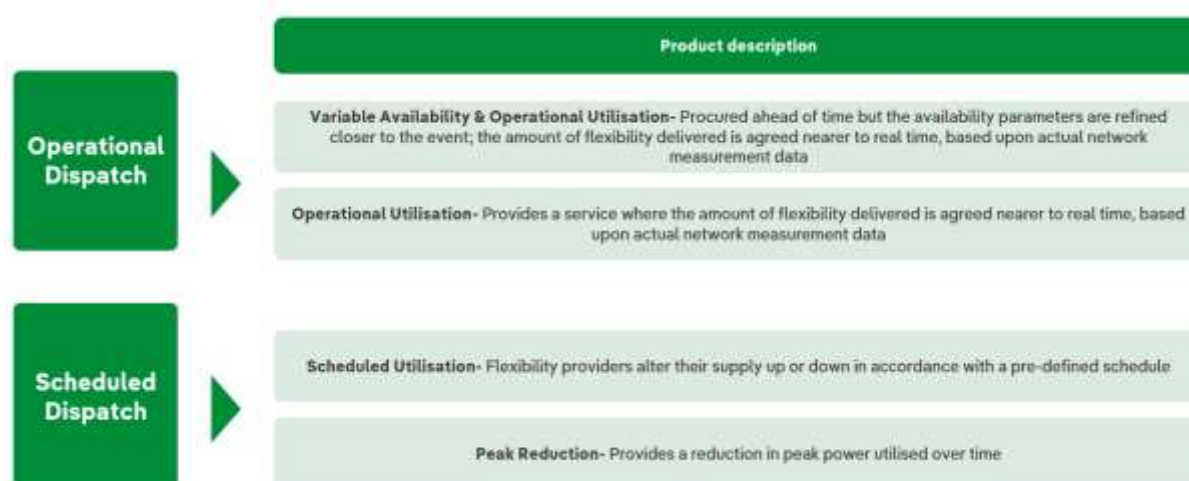 Product description
Operational
Dispatch
Variable Availability & Operational Utilisation- Procured ahead of time but the availability parameters are refined
closer to the event; the amount of flexibility delivered is agreed nearer to real time, based upon actual network
measurement data
Operational Utilisation- Provides a service where the amount of flexibility delivered is agreed nearer to real time, based
upon actual network measurement data
Scheduled
Dispatch
Scheduled Utilisation- Flexibility providers alter their supply up or down in accordance with a pre-defined schedule
Peak Reduction- Provides a reduction in peak power utilised over time